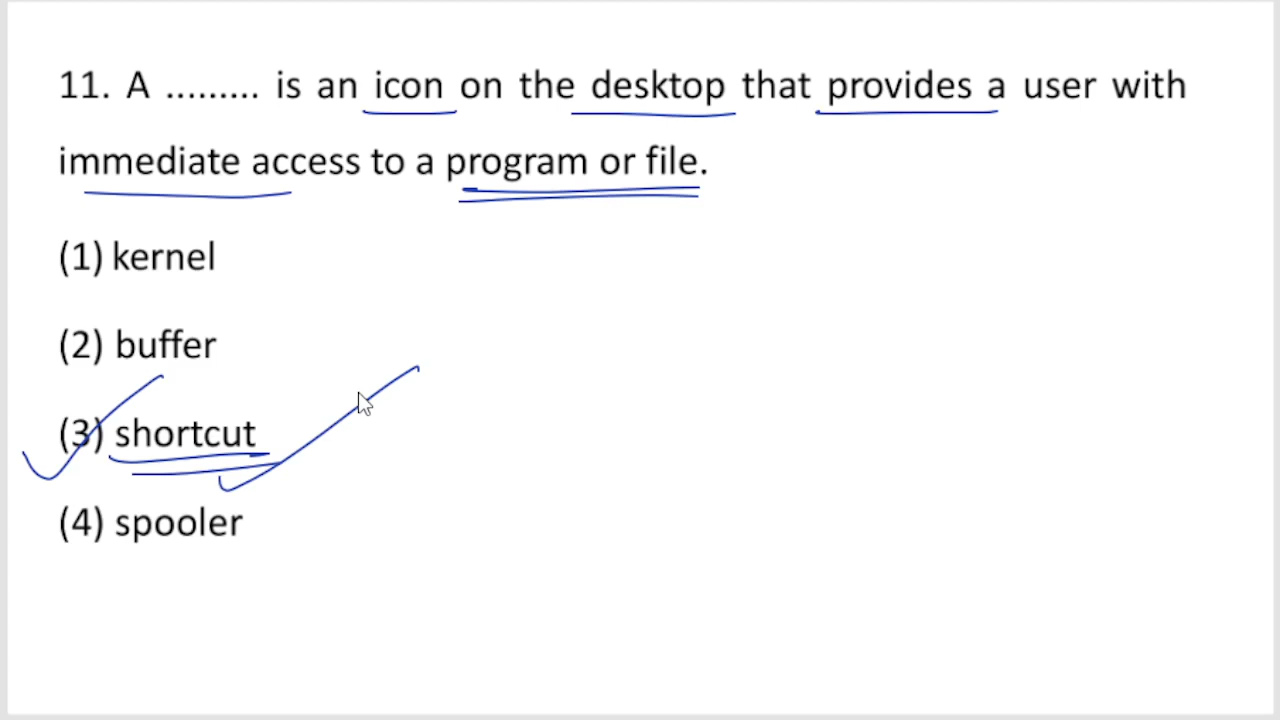 11. A ......... is an icon on the desktop that provides a user with
immediate access to a program or file.
(1) kernel
(2) buffer
(3) shortcut
(4) spooler